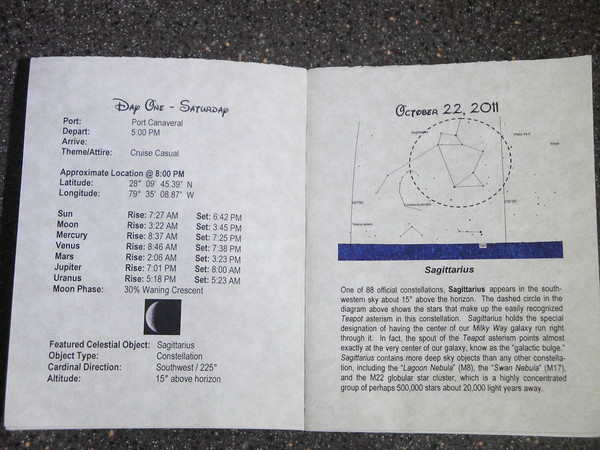 Day One - Saturday
Port: Port Canaveral
Depart: 5:00 PM
Arrive:
Theme/Attire: Cruise Casual
Approximate Location @ 8:00 PM
Latitude: 28° 09' 45.39" N
Longitude: 79° 35' 08.87" W
Sun Rise: 7:27 AM Set: 6:42 PM
Moon Rise: 3:22 AM Set: 3:45 PM
Mercury Rise: 8:37 AM Set: 7:25 PM
Venus Rise: 8:46 AM Set: 7:38 PM
Mars Rise: 2:06 AM Set: 3:23 PM
Jupiter Rise: 7:01 PM Set: 8:00 AM
Uranus Rise: 5:18 PM Set: 5:23 AM
Moon Phase: 30% Waning Crescent
Featured Celestial Object: Sagittarius
Object Type: Constellation
Cardinal Direction: Southwest / 225°
Altitude: 15° above horizon
October 22, 2011
Sagittarius
One of 88 official constellations, Sagittarius appears in the south-
western sky about 15° above the horizon. The dashed circle in the
diagram above shows the stars that make up the easily recognized
Teapot asterism in this constellation. Sagittarius holds the special
designation of having the center of our Milky Way galaxy run right
through it. In fact, the spout of the Teapot asterism points almost
exactly at the very center of our galaxy, know as the "galactic bulge."
Sagittarius contains more deep sky objects than any other constella-
tion, including the "Lagoon Nebula" (M8), the "Swan Nebula" (M17),
and the M22 globular star cluster, which is a highly concentrated
group of perhaps 500,000 stars about 20,000 light years away.